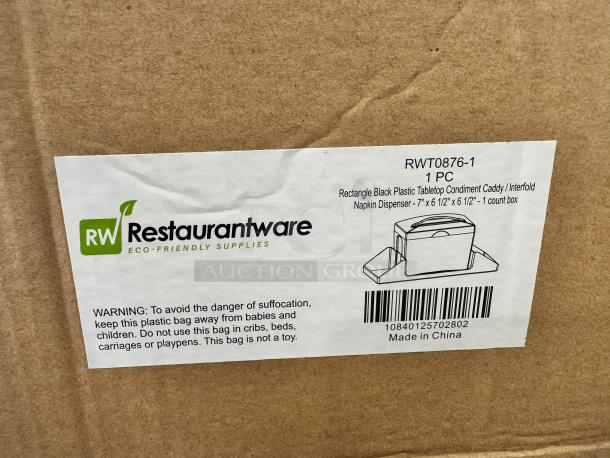 RW Restaurantware
ECO-FRIENDLY SUPPLIES
WARNING: To avoid the danger of suffocation,
keep this plastic bag away from babies and
children. Do not use this bag in cribs, beds,
carriages or playpens. This bag is not a toy.
RWT0876-1
1 PC
Rectangle Black Plastic Tabletop Condiment Caddy / Interfold
Napkin Dispenser - 7" x 6 1/2" x 6 1/2" - 1 count box
10840125702802
Made in China
AUCTION GROUP